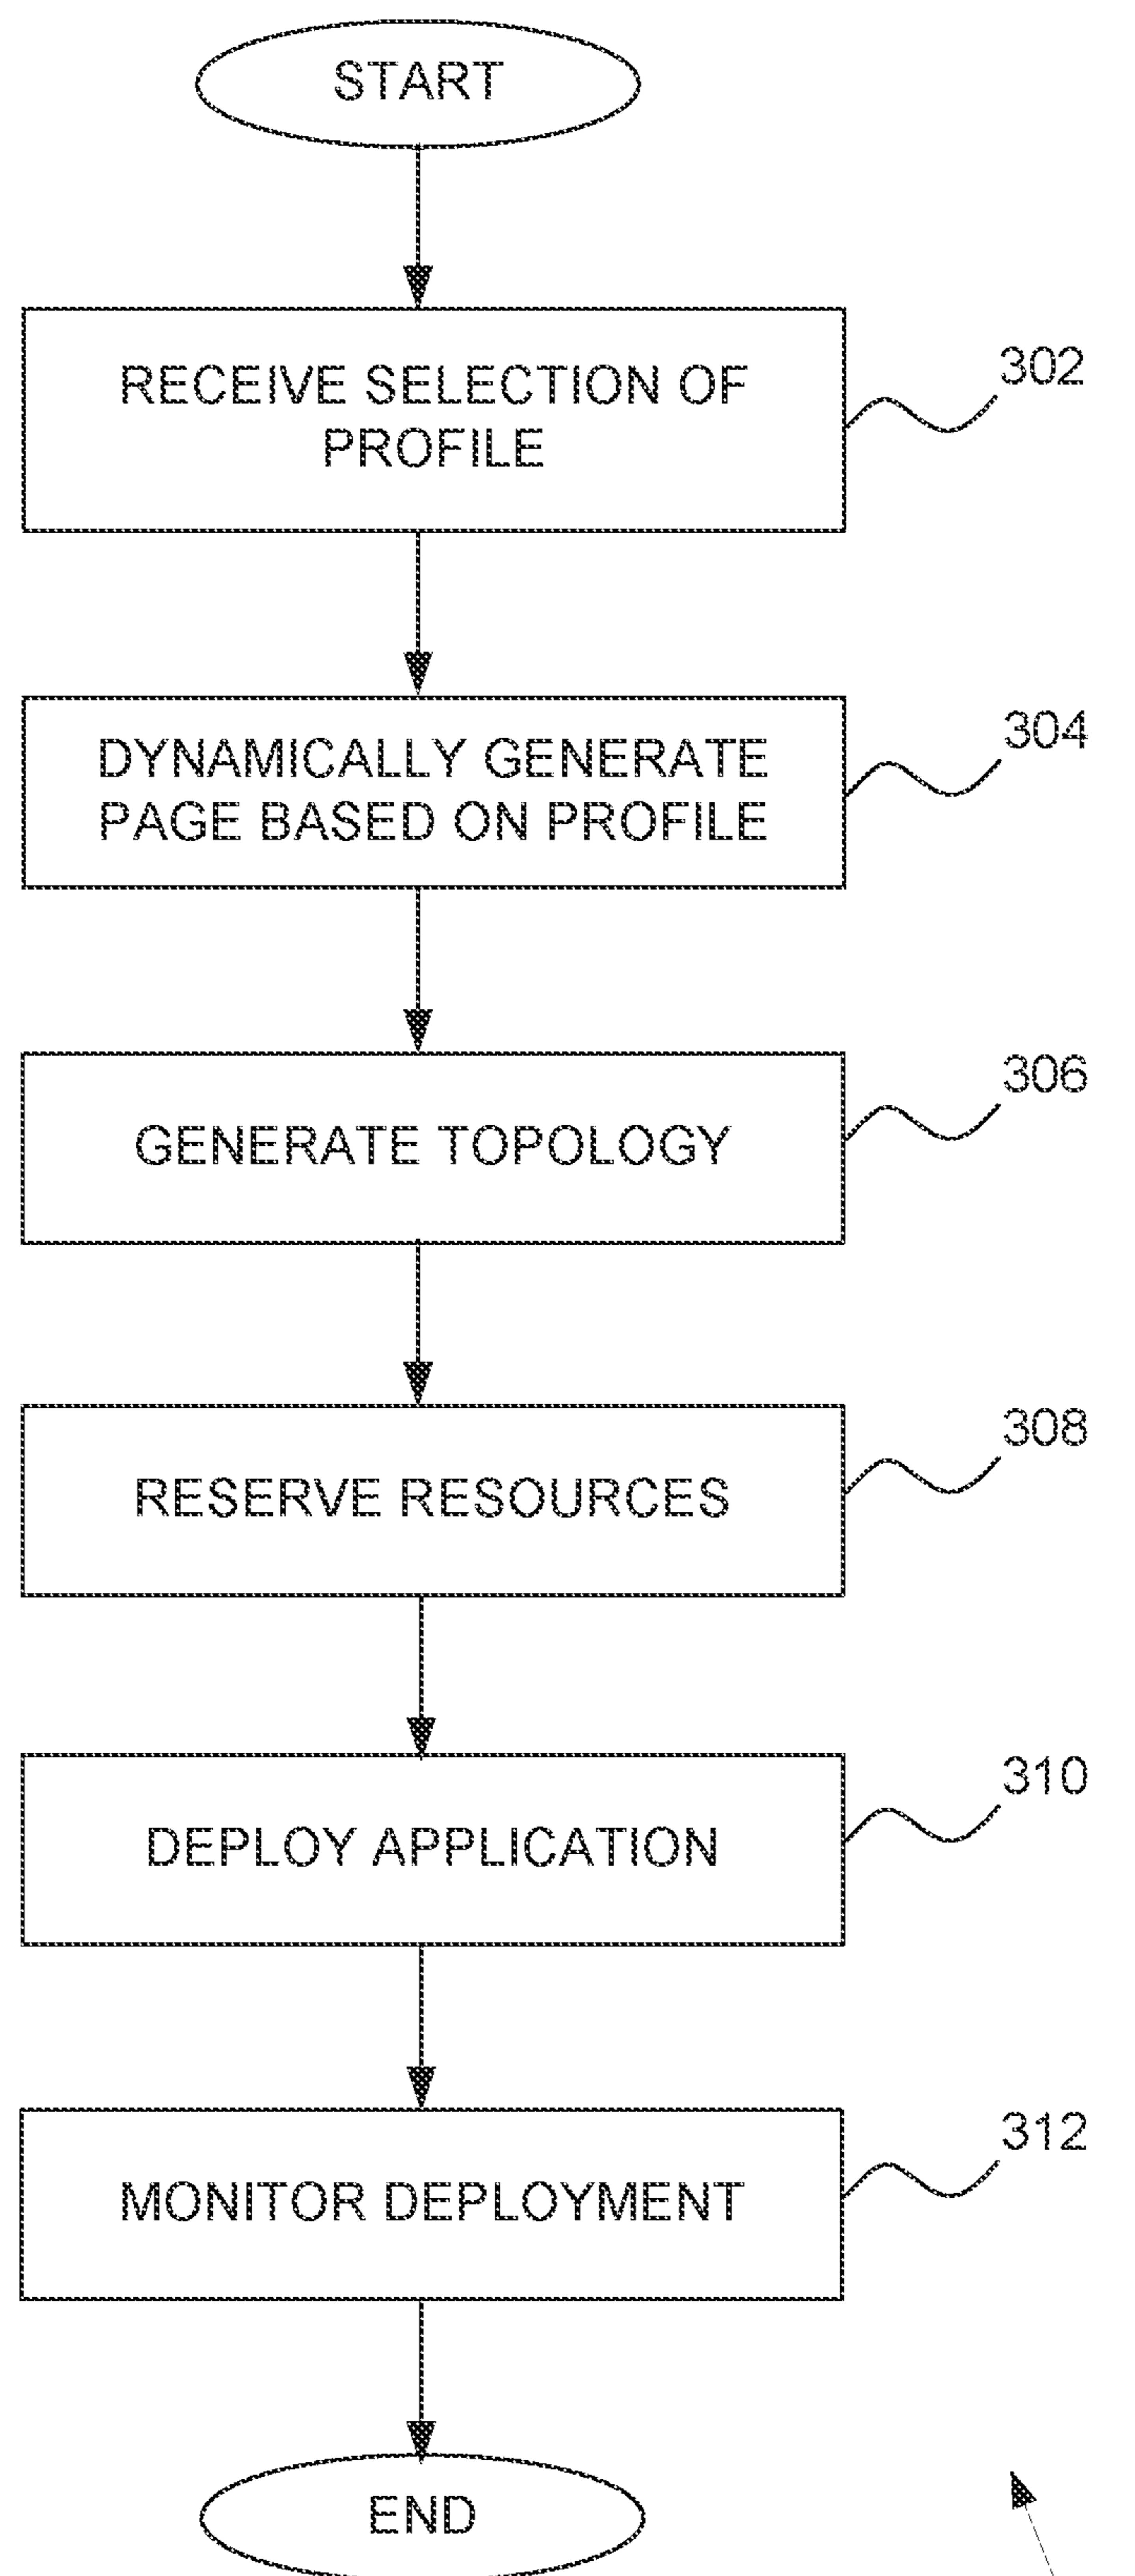 START
RECEIVE SELECTION OF
PROFILE
302
DYNAMICALLY GENERATE
PAGE BASED ON PROFILE
304
GENERATE TOPOLOGY
306
RESERVE RESOURCES
308
DEPLOY APPLICATION
310
MONITOR DEPLOYMENT
312
END